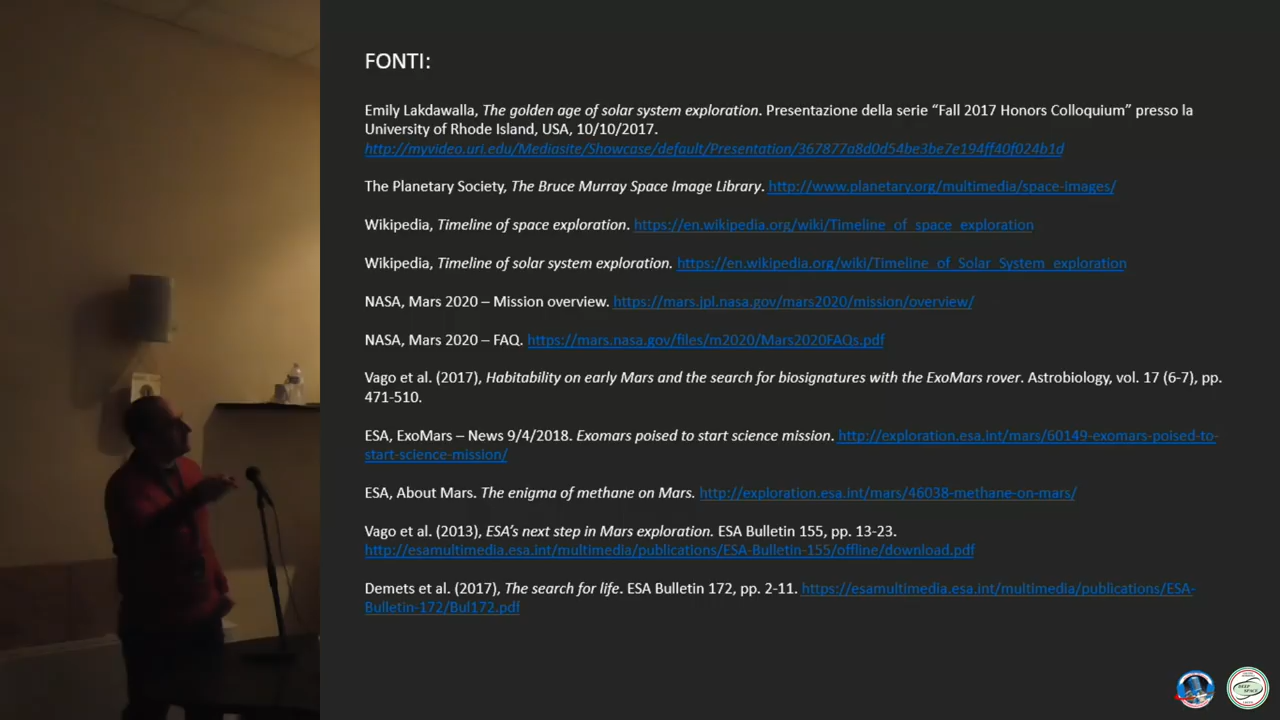 FONTI:
Emily Lakdawalla, The golden age of solar system exploration. Presentazione della serie “Fall 2017 Honors Colloquium” presso la
University of Rhode Island, USA, 10/10/2017.
http://myvideo.uri.edu/Mediasite/Showcase/default/Presentation/367877a8d0d54be3be7e194ff40f024b1d
The Planetary Society, The Bruce Murray Space Image Library. http://www.planetary.org/multimedia/space-images/
Wikipedia, Timeline of space exploration. https://en.wikipedia.org/wiki/Timeline_of_space_exploration
Wikipedia, Timeline of solar system exploration. https://en.wikipedia.org/wiki/Timeline_of_Solar_System_exploration
NASA, Mars 2020 – Mission overview. https://mars.jpl.nasa.gov/mars2020/mission/overview/
NASA, Mars 2020 – FAQ. https://mars.nasa.gov/files/m2020/Mars2020FAQs.pdf
Vago et al. (2017), Habitability on early Mars and the search for biosignatures with the ExoMars rover. Astrobiology, vol. 17 (6-7), pp.
471-510.
ESA, ExoMars – News 9/4/2018. Exomars poised to start science mission. http://exploration.esa.int/mars/60149-exomars-poised-to-
start-science-mission/
ESA, About Mars. The enigma of methane on Mars. http://exploration.esa.int/mars/46038-methane-on-mars/
Vago et al. (2013), ESA’s next step in Mars exploration. ESA Bulletin 155, pp. 13-23.
http://esamultimedia.esa.int/multimedia/publications/ESA-Bulletin-155/offline/download.pdf
Demets et al. (2017), The search for life. ESA Bulletin 172, pp. 2-11. https://esamultimedia.esa.int/multimedia/publications/ESA-
Bulletin-172/Bul172.pdf
DEEP
SPACE